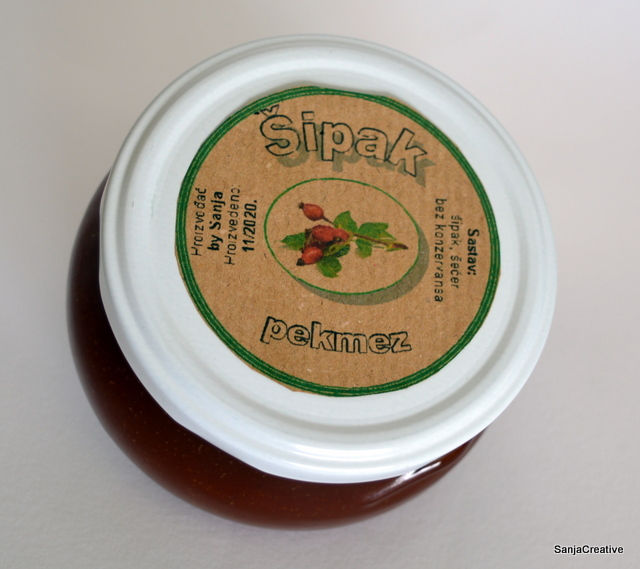 Šipak
Proizvođač
by Sanja
Proizvedeno:
11/2020.
Sastav:
šipak, šećer
bez konzervansa
pekmez
SanjaCreative